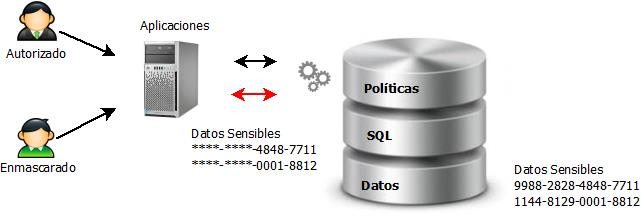 Autorizado
Aplicaciones
Enmascarado
Datos Sensibles
****-****-4848-7711
****-****-0001-8812
Políticas
SQL
Datos
Datos Sensibles
9988-2828-4848-7711
1144-8129-0001-8812